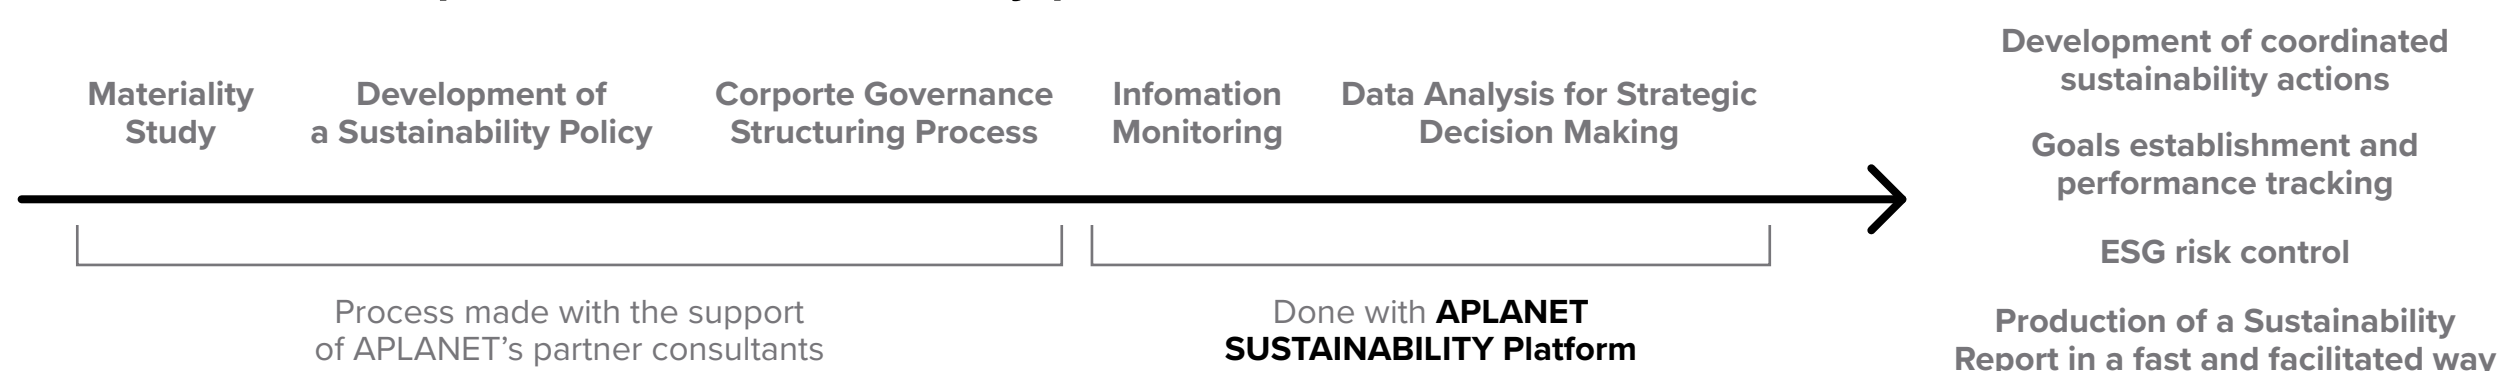 Materiality
Study
Development of
a Sustainability Policy
Corporte Governance
Structuring Process
Infomation
Monitoring
Data Analysis for Strategic
Decision Making
Process made with the support
of APLANET’s partner consultants
Done with APLANET
SUSTAINABILITY Platform
Development of coordinated
sustainability actions
Goals establishment and
performance tracking
ESG risk control
Production of a Sustainability
Report in a fast and facilitated way